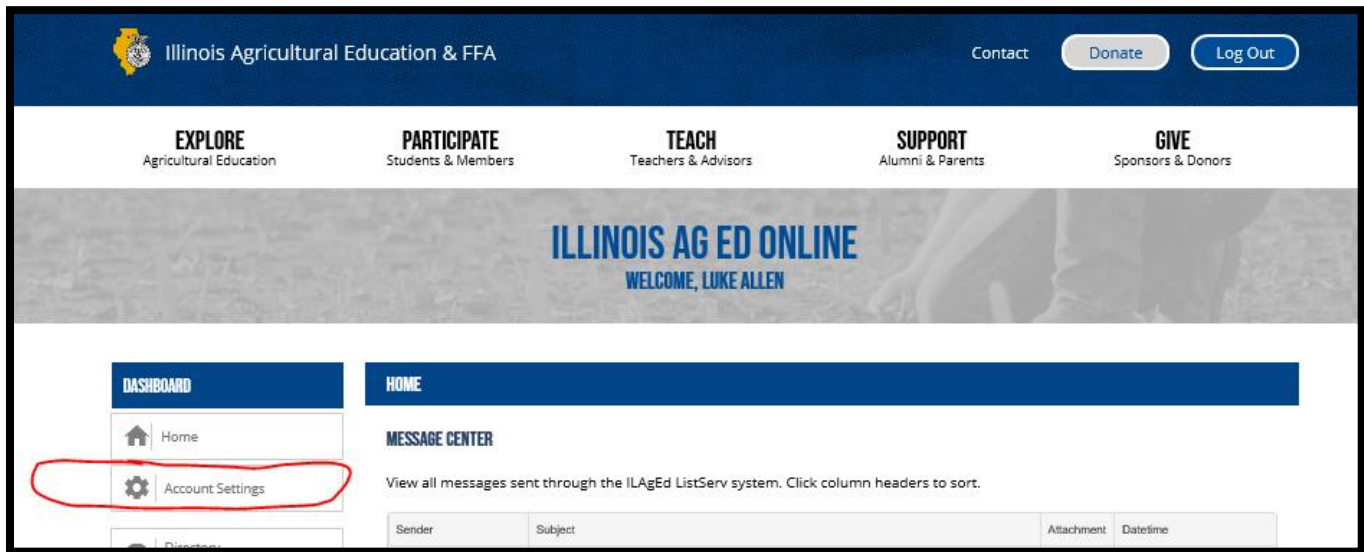 Illinois Agricultural Education & FFA
Contact
Donate
Log Out
EXPLORE
Agricultural Education
PARTICIPATE
Students & Members
TEACH
Teachers & Advisors
SUPPORT
Alumni & Parents
GIVE
Sponsors & Donors
ILLINOIS AG ED ONLINE
WELCOME, LUKE ALLEN
DASHBOARD
Home
Account Settings
Directory
HOME
MESSAGE CENTER
View all messages sent through the ILAgEd ListServ system. Click column headers to sort.
Sender Subject Attachment Datetime